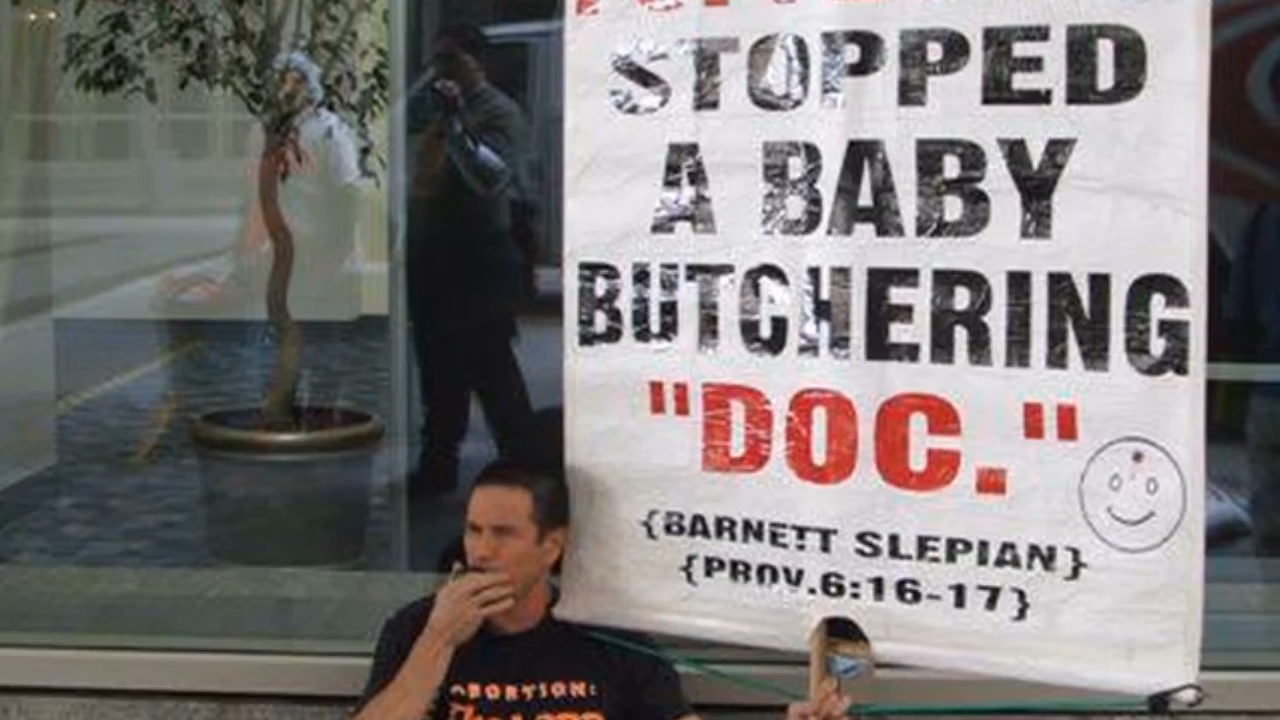 STOPPED
A BABY
BUTCHERING
"DOC."
{BARNETT SLEPIAN}
{PROV.6:16-17}
ABORTION: